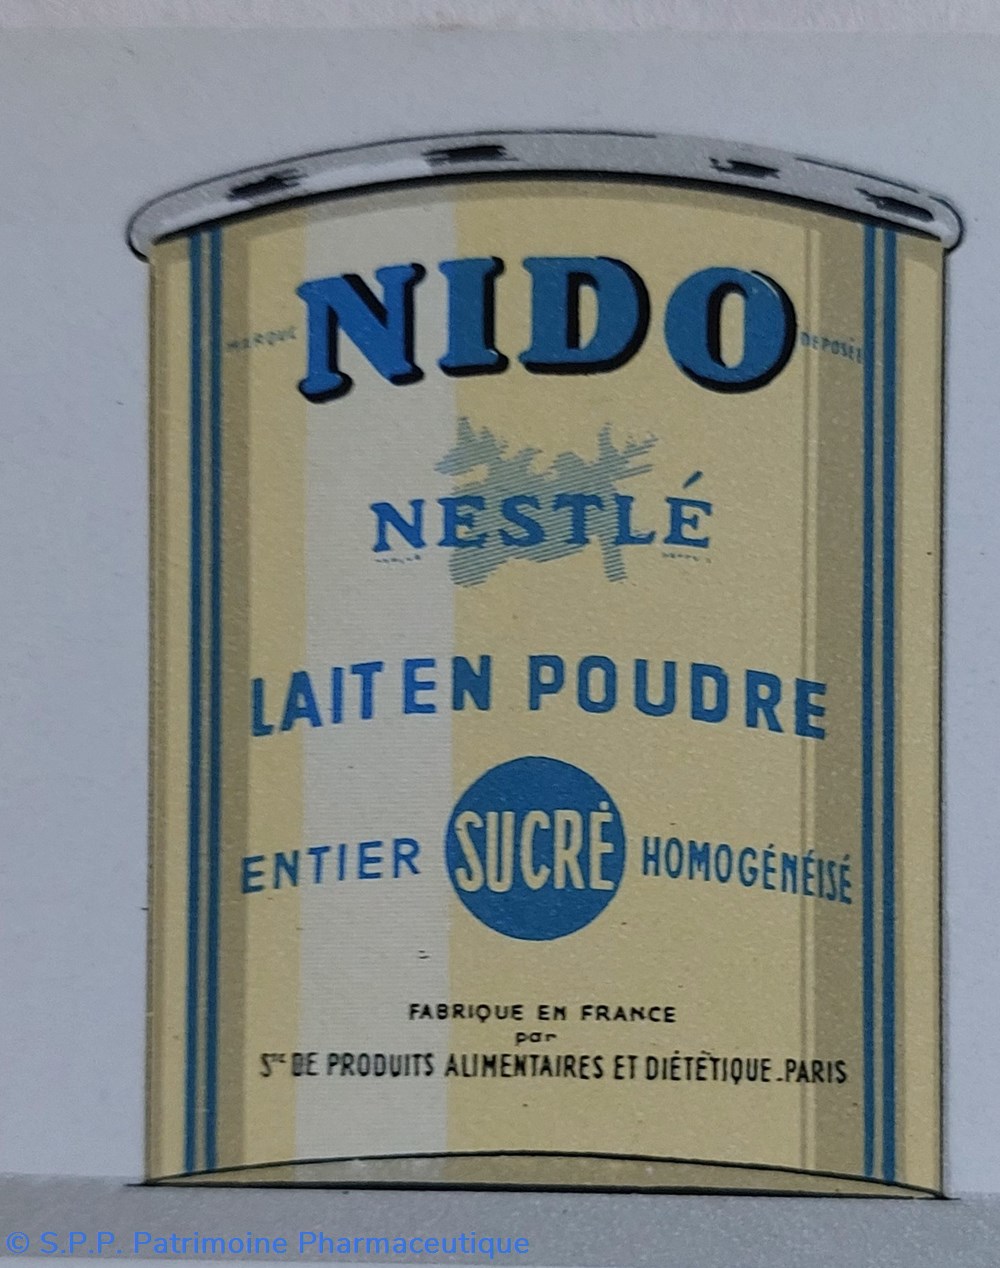 MARQUE NIDO DEPOSÉE
NESTLÉ
LAIT EN POUDRE
ENTIER SUCRÉ HOMOGÉNÉISÉ
FABRIQUE EN FRANCE
par
Sté DE PRODUITS ALIMENTAIRES ET DIÉTÉTIQUE-PARIS
© S.P.P. Patrimoine Pharmaceutique